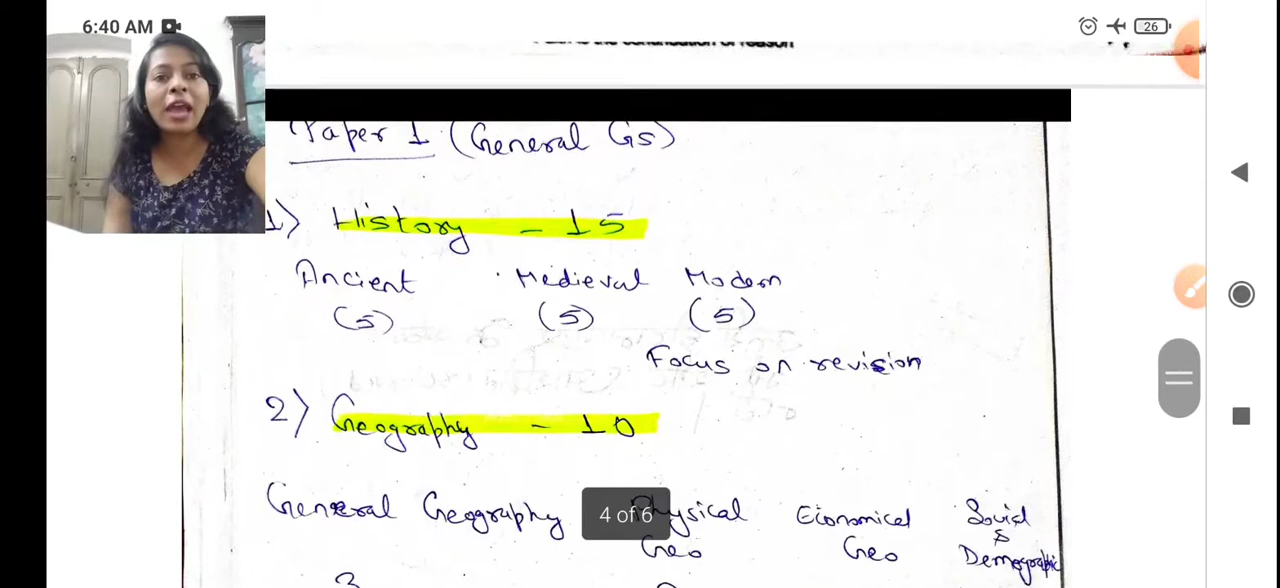 6:40 AM
26
Paper 1 (General GS)
1) History - 15
Ancient Medieval Modern
(5) (5) (5)
Focus on revision
2) Geography - 10
General Geography Physical Geo Economical Geo Social & Demographic
4 of 6
3